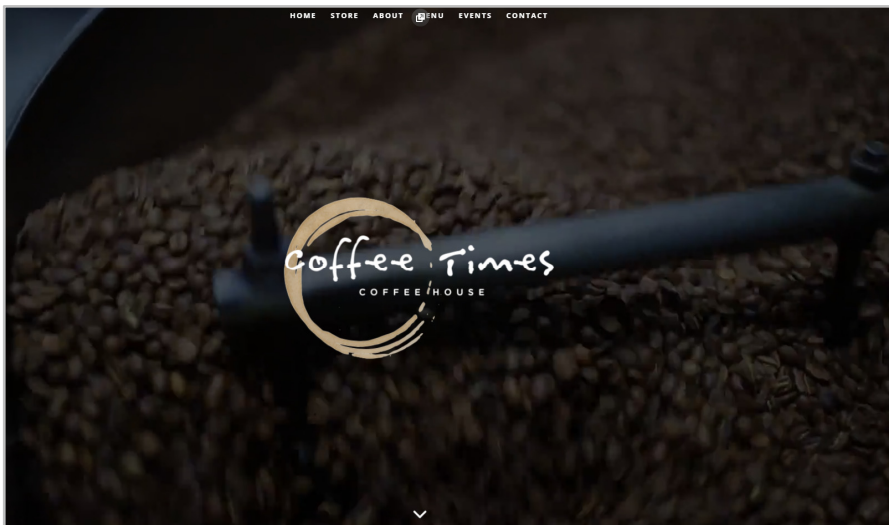 HOME STORE ABOUT MENU EVENTS CONTACT
Coffee Times
COFFEE HOUSE